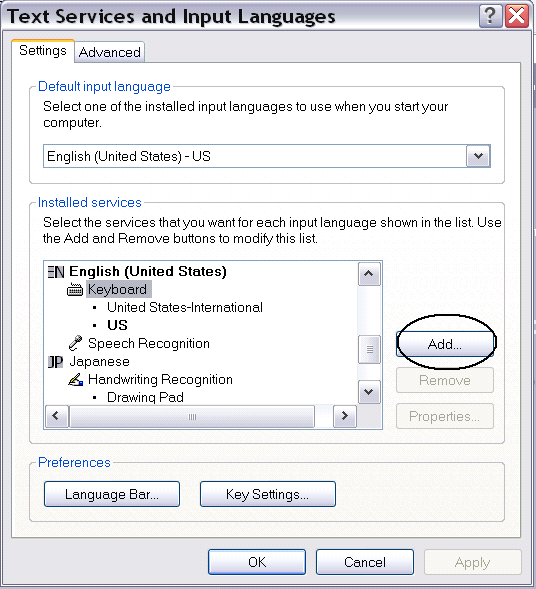 Text Services and Input Languages
Settings
Advanced
Default input language
Select one of the installed input languages to use when you start your
computer.
English (United States) - US
Installed services
Select the services that you want for each input language shown in the list. Use
the Add and Remove buttons to modify this list.
EN English (United States)
Keyboard
• United States-International
• US
Speech Recognition
JP Japanese
Handwriting Recognition
• Drawing Pad
Add...
Remove
Properties...
Preferences
Language Bar...
Key Settings...
OK
Cancel
Apply